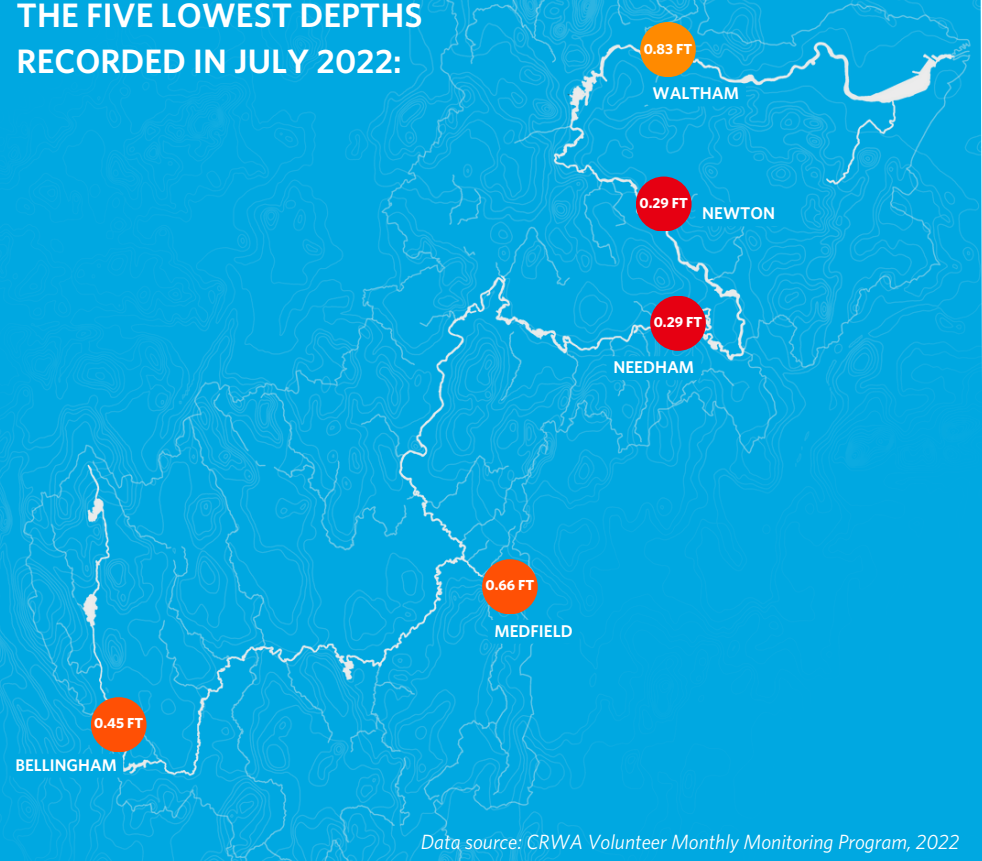 THE FIVE LOWEST DEPTHS
RECORDED IN JULY 2022:
0.83 FT
WALTHAM
0.29 FT
NEWTON
0.29 FT
NEEDHAM
0.66 FT
MEDFIELD
0.45 FT
BELLINGHAM
Data source: CRWA Volunteer Monthly Monitoring Program, 2022